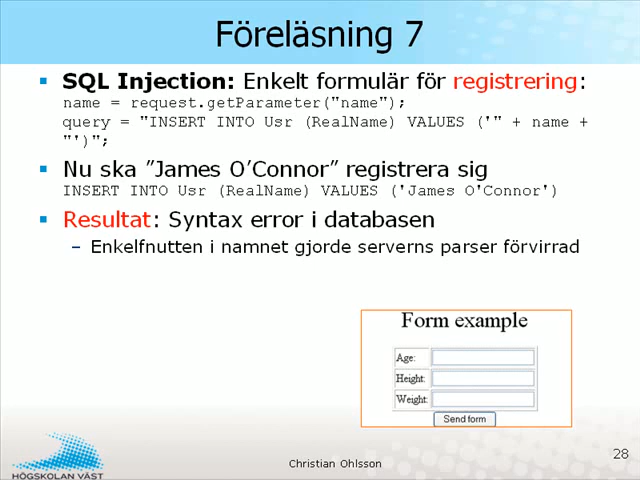 Föreläsning 7
SQL Injection: Enkelt formulär för registrering:
name = request.getParameter("name");
query = "INSERT INTO Usr (RealName) VALUES ('" + name +
"')";
Nu ska ”James O’Connor” registrera sig
INSERT INTO Usr (RealName) VALUES ('James O'Connor')
Resultat: Syntax error i databasen
– Enkelfnutten i namnet gjorde serverns parser förvirrad
Form example
Age:
Height:
Weight:
Send form
28
Christian Ohlsson
HÖGSKOLAN VÄST